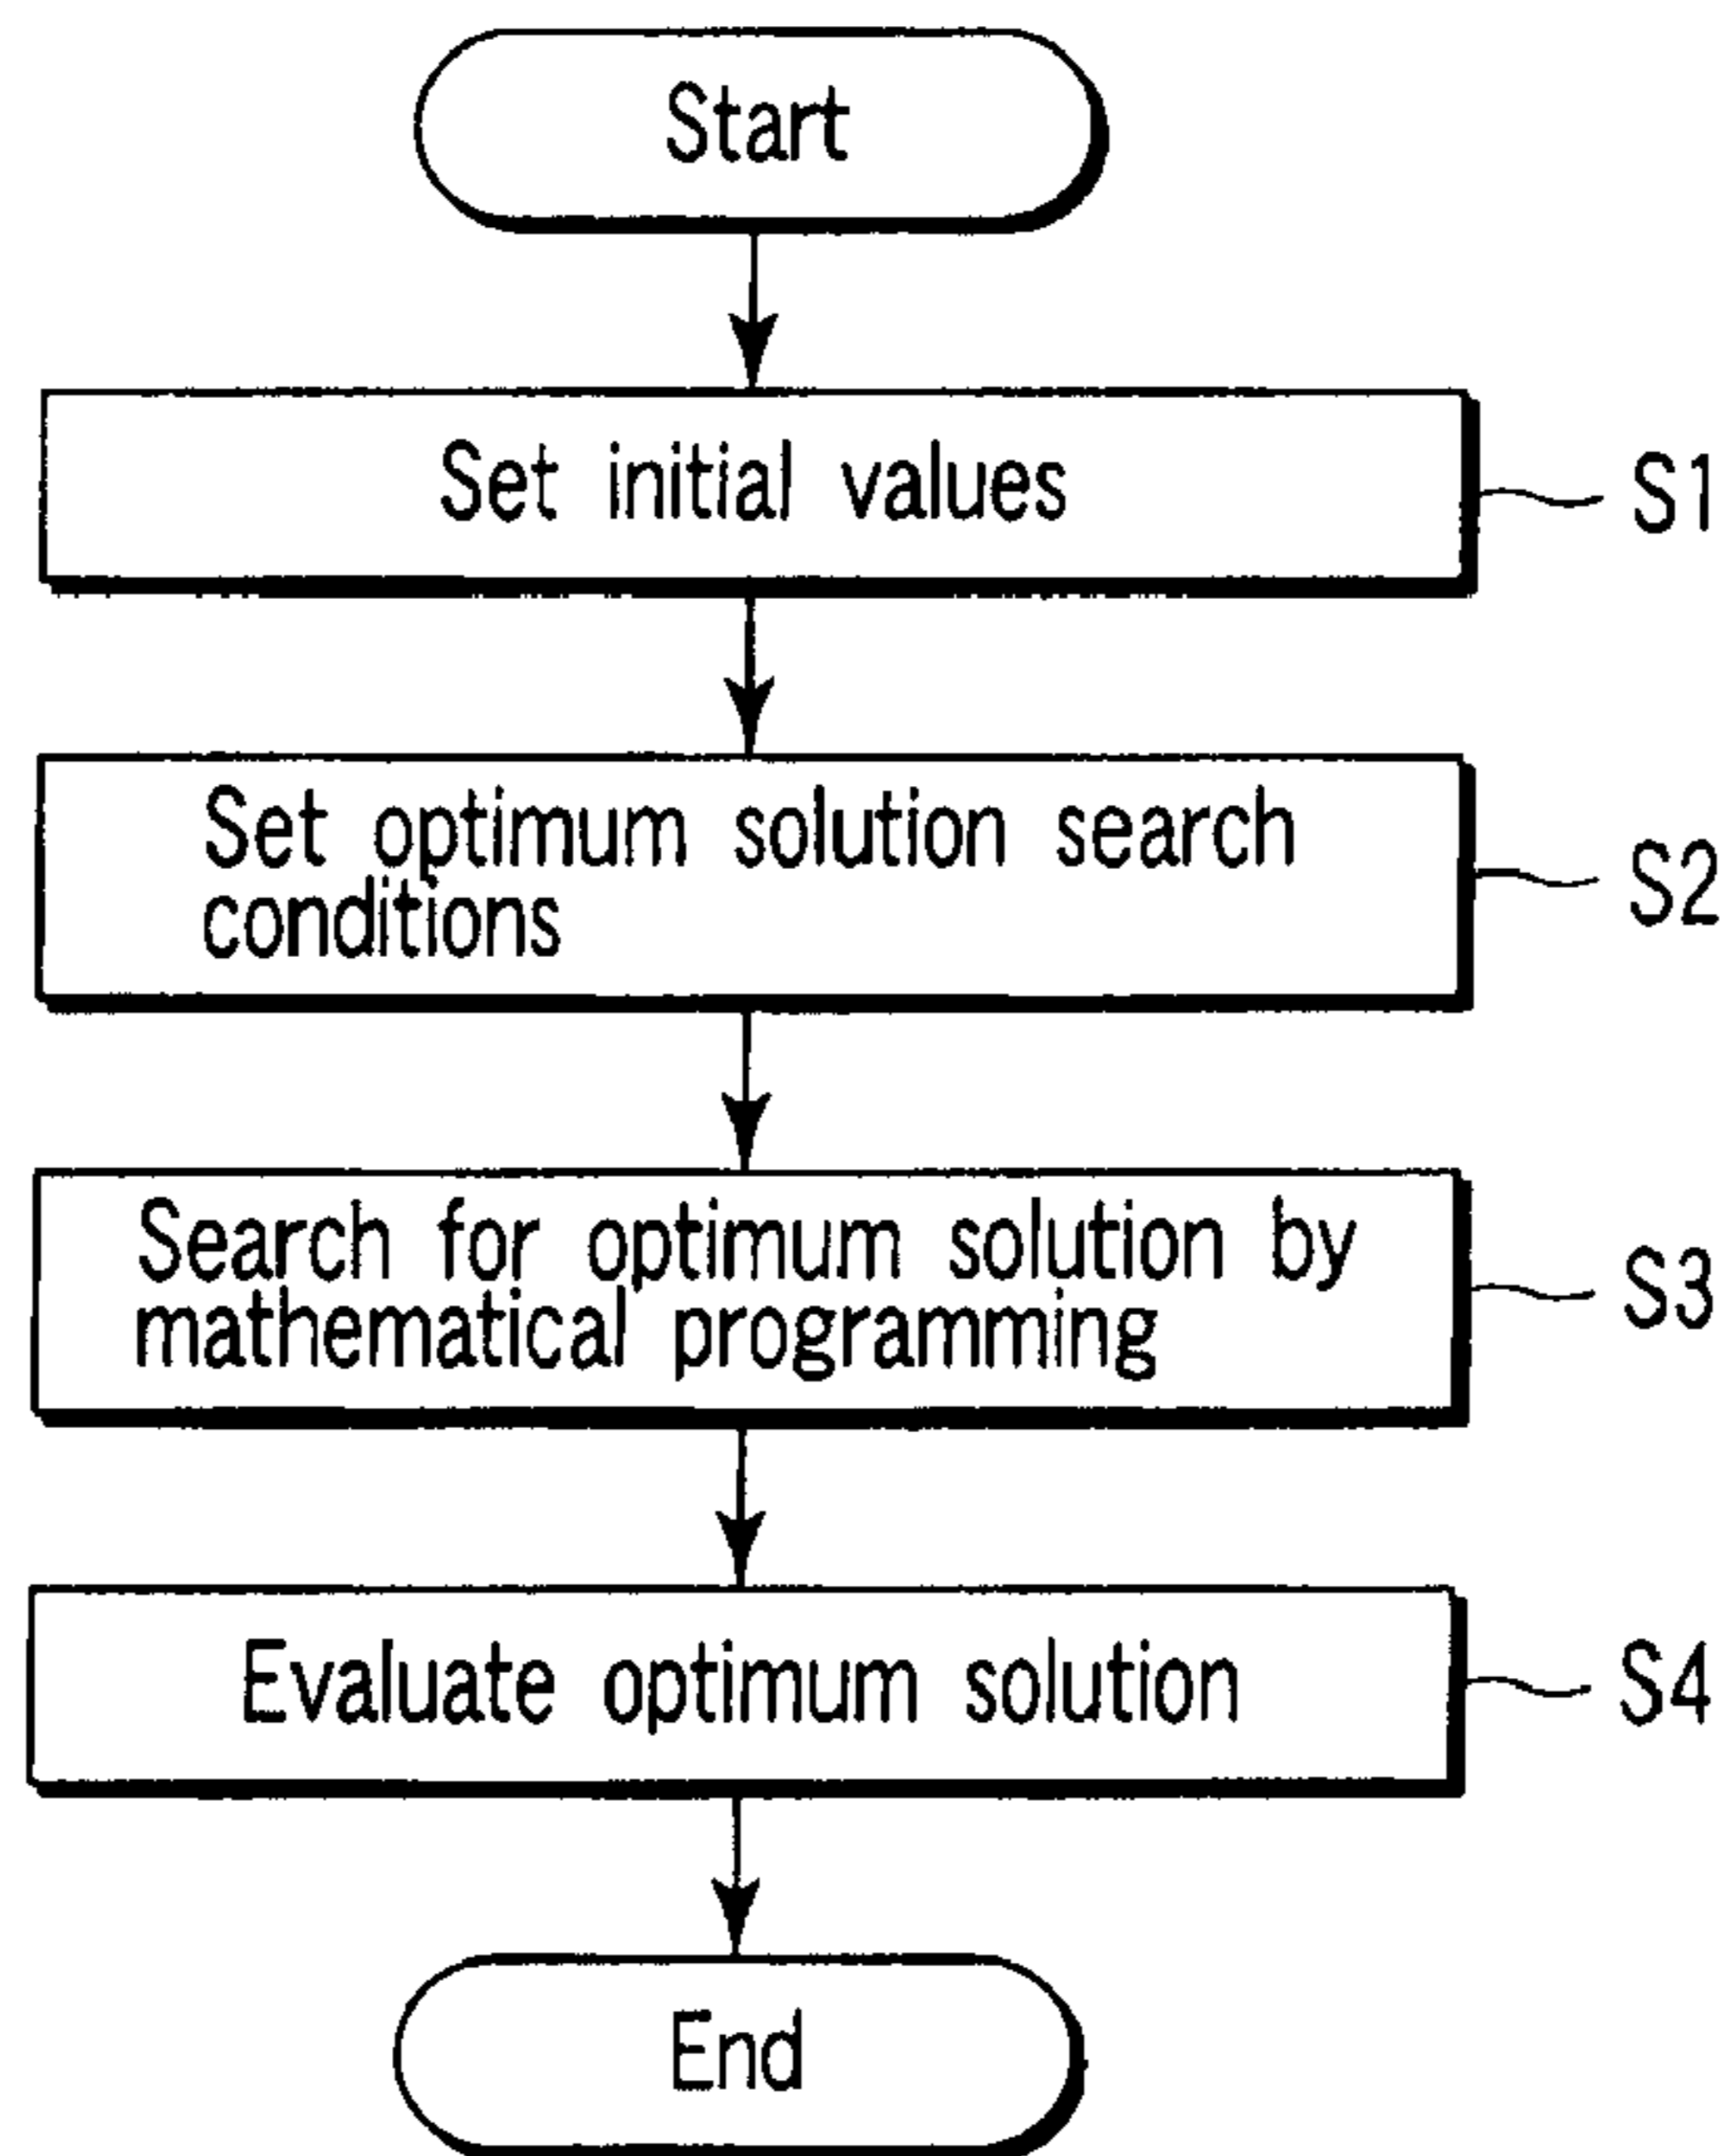 Start
Set initial values
S1
Set optimum solution search
conditions
S2
Search for optimum solution by
mathematical programming
S3
Evaluate optimum solution
S4
End